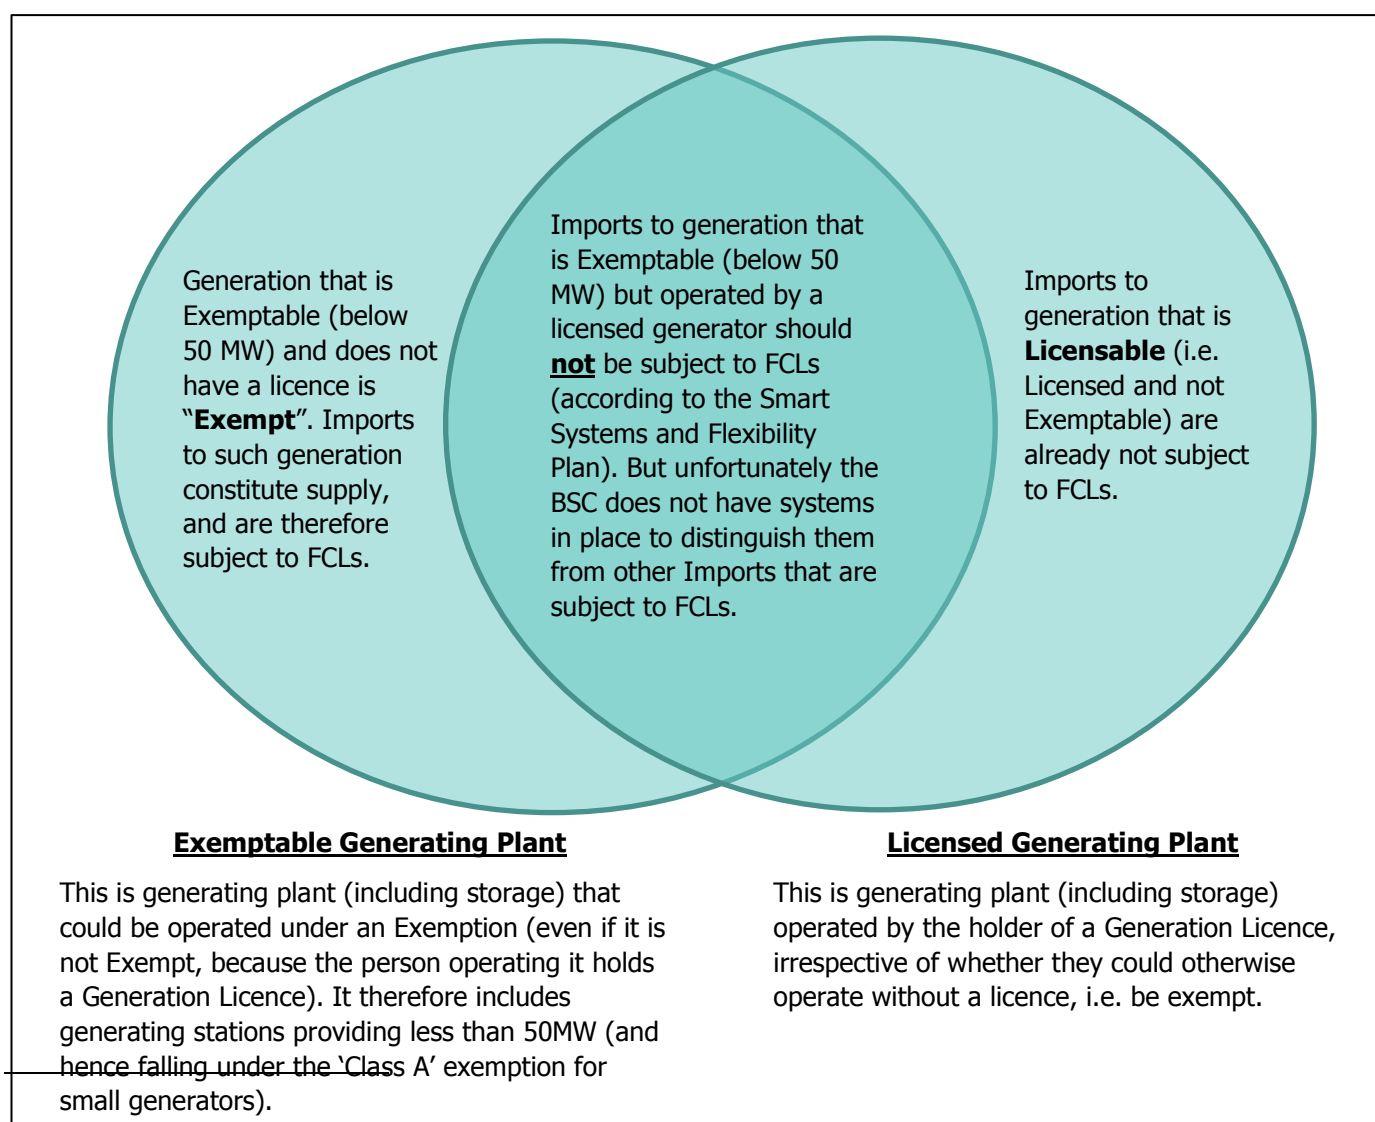 Generation that is
Exemptable (below
50 MW) and does not
have a licence is
“Exempt”. Imports
to such generation
constitute supply,
and are therefore
subject to FCLs.
Imports to generation that
is Exemptable (below 50
MW) but operated by a
licensed generator should
not be subject to FCLs
(according to the Smart
Systems and Flexibility
Plan). But unfortunately the
BSC does not have systems
in place to distinguish them
from other Imports that are
subject to FCLs.
Imports to
generation that is
Licensable (i.e.
Licensed and not
Exemptable) are
already not subject
to FCLs.
Exemptable Generating Plant
This is generating plant (including storage) that
could be operated under an Exemption (even if it is
not Exempt, because the person operating it holds
a Generation Licence). It therefore includes
generating stations providing less than 50MW (and
hence falling under the ‘Class A’ exemption for
small generators).
Licensed Generating Plant
This is generating plant (including storage)
operated by the holder of a Generation Licence,
irrespective of whether they could otherwise
operate without a licence, i.e. be exempt.